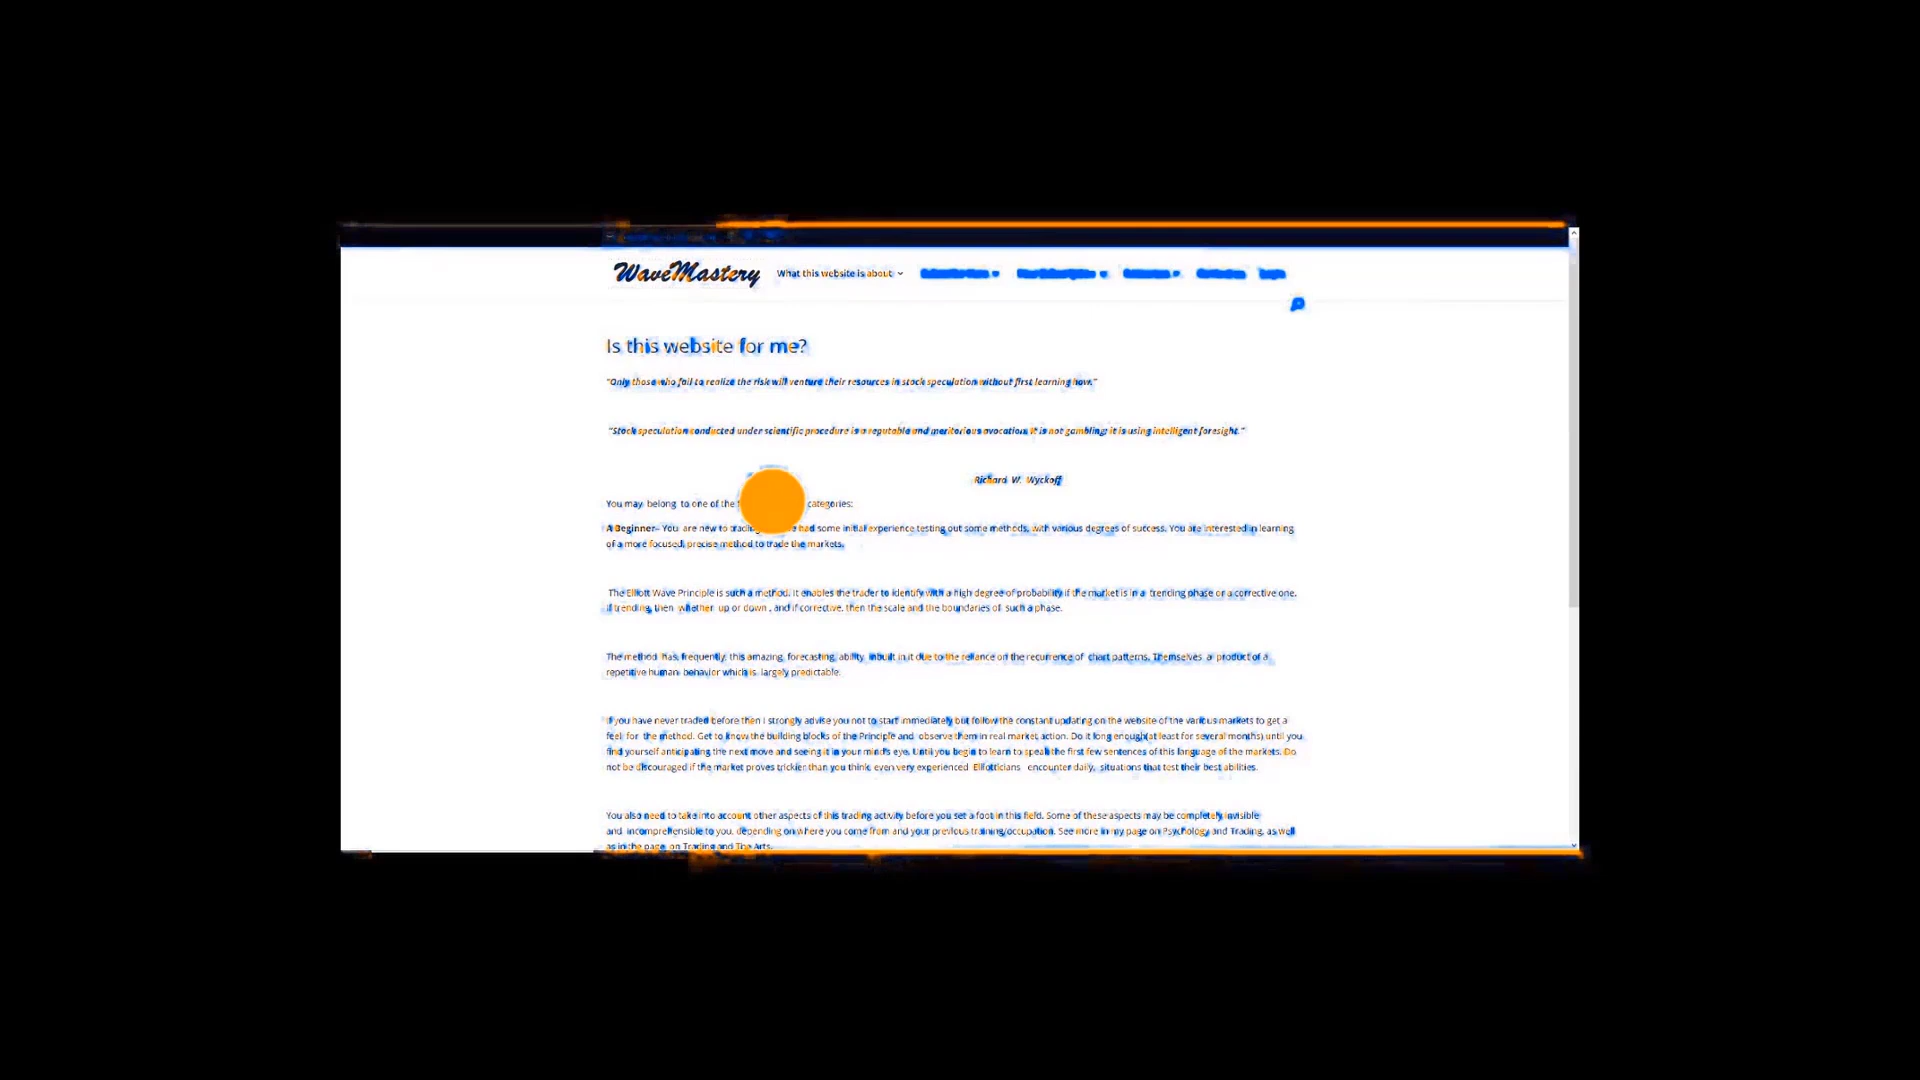 WaveMastery What this website is about
Is this website for me?
"Only those who fail to realize the risk will venture their resources in stock speculation without first learning how."
"Stock speculation conducted under scientific procedure is a reputable and meritorious avocation. It is not gambling; it is using intelligent foresight."
Richard W. Wyckoff
You may belong to one of the categories:
A Beginner– You are new to trading had some initial experience testing out some methods, with various degrees of success. You are interested in learning
of a more focused, precise method to trade the markets.
The Elliott Wave Principle is such a method. It enables the trader to identify with a high degree of probability if the market is in a trending phase or a corrective one,
if trending, then whether up or down , and if corrective, then the scale and the boundaries of such a phase.
The method has, frequently, this amazing forecasting ability inbuilt in it due to the reliance on the recurrence of chart patterns. Themselves a product of a
repetitive human behavior which is largely predictable.
If you have never traded before then i strongly advise you not to start immediately but follow the constant updating on the website of the various markets to get a
feel for the method. Get to know the building blocks of the Principle and observe them in real market action. Do it long enough(at least for several months) until you
find yourself anticipating the next move and seeing it in your mind's eye. Until you begin to learn to speak the first few sentences of this language of the markets. Do
not be discouraged if the market proves trickier than you think, even very experienced Elliotticians encounter daily, situations that test their best abilities.
You also need to take into account other aspects of this trading activity before you set a foot in this field. Some of these aspects may be completely invisible
and incomprehensible to you, depending on where you come from and your previous training/occupation. See more in my page on Psychology and Trading, as well
as in the page on Trading and The Arts.